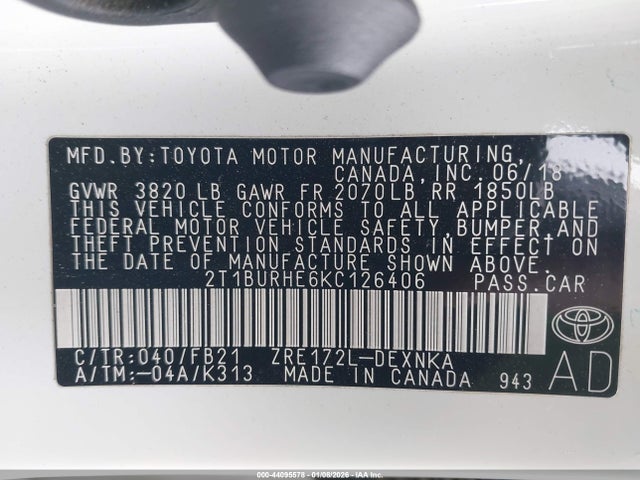 MFD. BY: TOYOTA MOTOR MANUFACTURING,
CANADA, INC. 06/18
GVWR 3820 LB GAWR FR 2070LB, RR 1850LB
THIS VEHICLE CONFORMS TO ALL APPLICABLE
FEDERAL MOTOR VEHICLE SAFETY, BUMPER, AND
THEFT PREVENTION STANDARDS IN EFFECT ON
THE DATE OF MANUFACTURE SHOWN ABOVE.
2T1BURHE6KC126406 PASS. CAR
C/TR: 040/FB21 ZRE172L-DEXNKA
A/TM: -04A/K313 MADE IN CANADA 943
AD
000-44095578 - 01/08/2026 - IAA Corp.